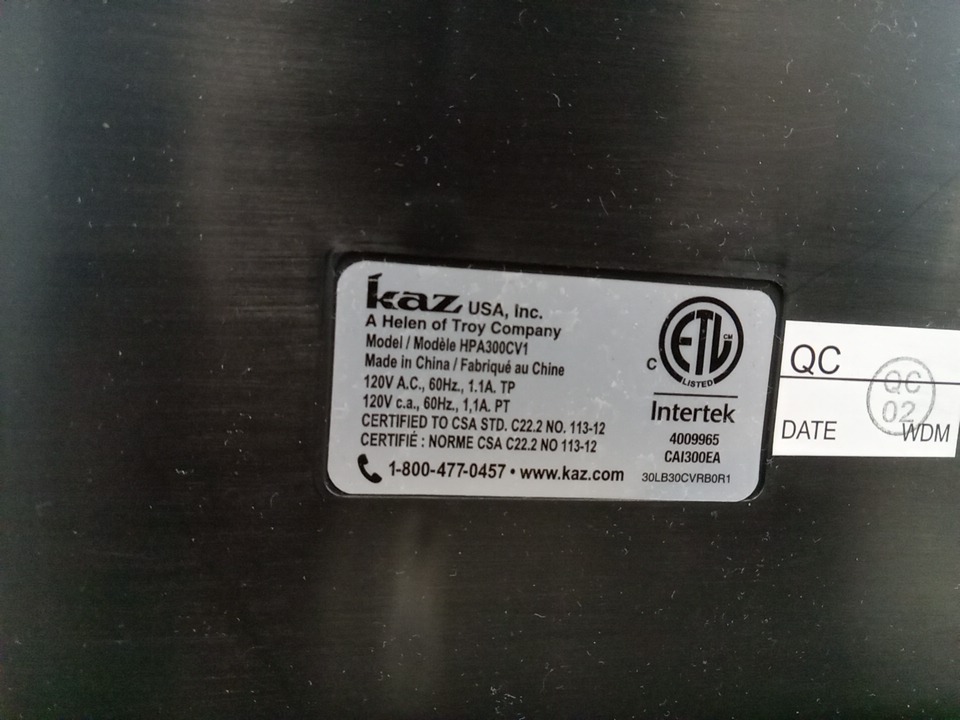 kaz USA, Inc.
A Helen of Troy Company
Model / Modèle HPA300CV1
Made in China / Fabriqué au Chine
120V A.C., 60Hz., 1.1A. TP
120V c.a., 60Hz., 1,1A. PT
CERTIFIED TO CSA STD. C22.2 NO. 113-12
CERTIFIÉ : NORME CSA C22.2 NO 113-12
1-800-477-0457 • www.kaz.com
C ETL CM
LISTED
Intertek
4009965
CAI300EA
30LB30CVRB0R1
QC
QC
02
DATE WDM